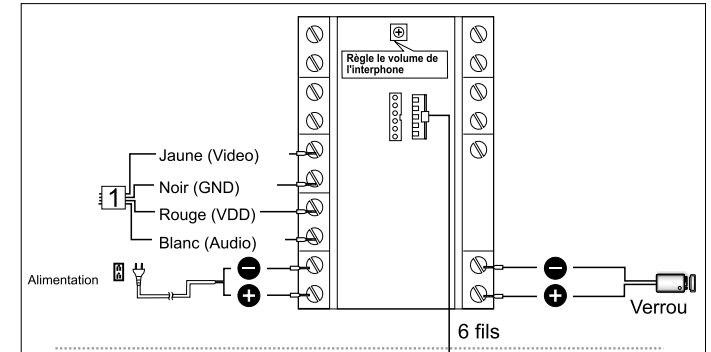 Règle le volume de
l'interphone
Jaune (Video)
Noir (GND)
1
Rouge (VDD)
Blanc (Audio)
Alimentation
Verrou
6 fils